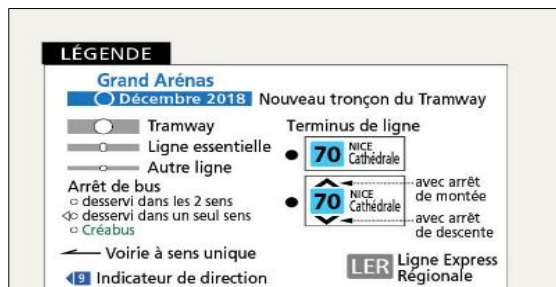 LÉGENDE
Grand Arénas
Décembre 2018 Nouveau tronçon du Tramway
Tramway
Ligne essentielle
Autre ligne
Arrêt de bus
desservi dans les 2 sens
desservi dans un seul sens
Créabus
Voirie à sens unique
9 Indicateur de direction
Terminus de ligne
70 NICE
Cathédrale
70 NICE
Cathédrale
avec arrêt
de montée
avec arrêt
de descente
LER Ligne Express
Régionale